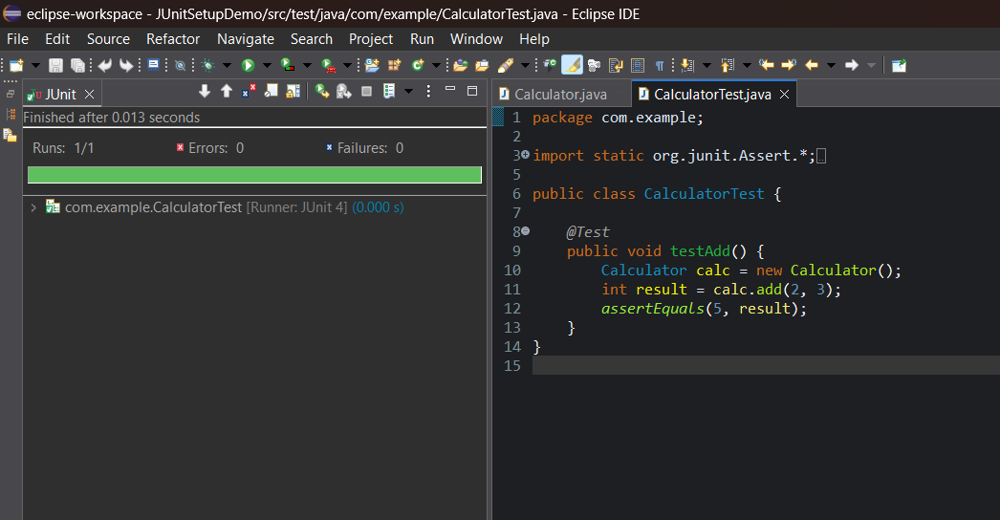 eclipse-workspace - JUnitSetupDemo/src/test/java/com/example/CalculatorTest.java - Eclipse IDE
File Edit Source Refactor Navigate Search Project Run Window Help
JUnit
Finished after 0.013 seconds
Runs: 1/1 Errors: 0 Failures: 0
com.example.CalculatorTest [Runner: JUnit 4] (0.000 s)
Calculator.java CalculatorTest.java
1 package com.example;
2
3 import static org.junit.Assert.*;
5
6 public class CalculatorTest {
7
8 @Test
9 public void testAdd() {
10 Calculator calc = new Calculator();
11 int result = calc.add(2, 3);
12 assertEquals(5, result);
13 }
14 }
15